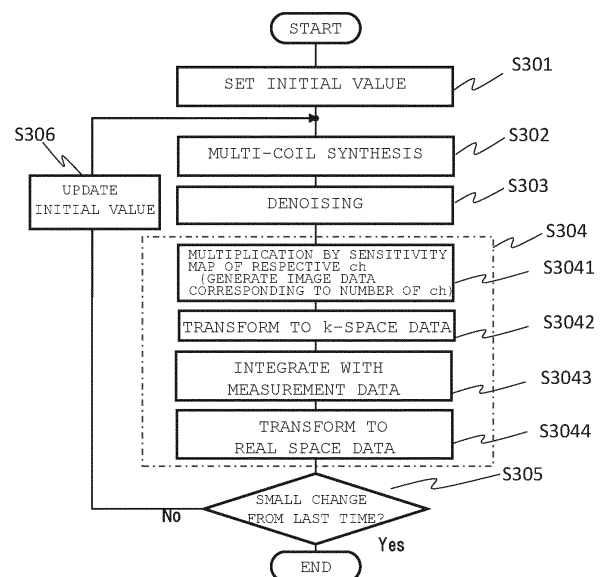 START
SET INITIAL VALUE
S301
S306
MULTI-COIL SYNTHESIS
S302
UPDATE
INITIAL VALUE
DENOISING
S303
S304
MULTIPLICATION BY SENSITIVITY
MAP OF RESPECTIVE ch
(GENERATE IMAGE DATA
CORRESPONDING TO NUMBER OF ch)
S3041
TRANSFORM TO k-SPACE DATA
S3042
INTEGRATE WITH
MEASUREMENT DATA
S3043
TRANSFORM TO
REAL SPACE DATA
S3044
S305
SMALL CHANGE
FROM LAST TIME?
No
Yes
END